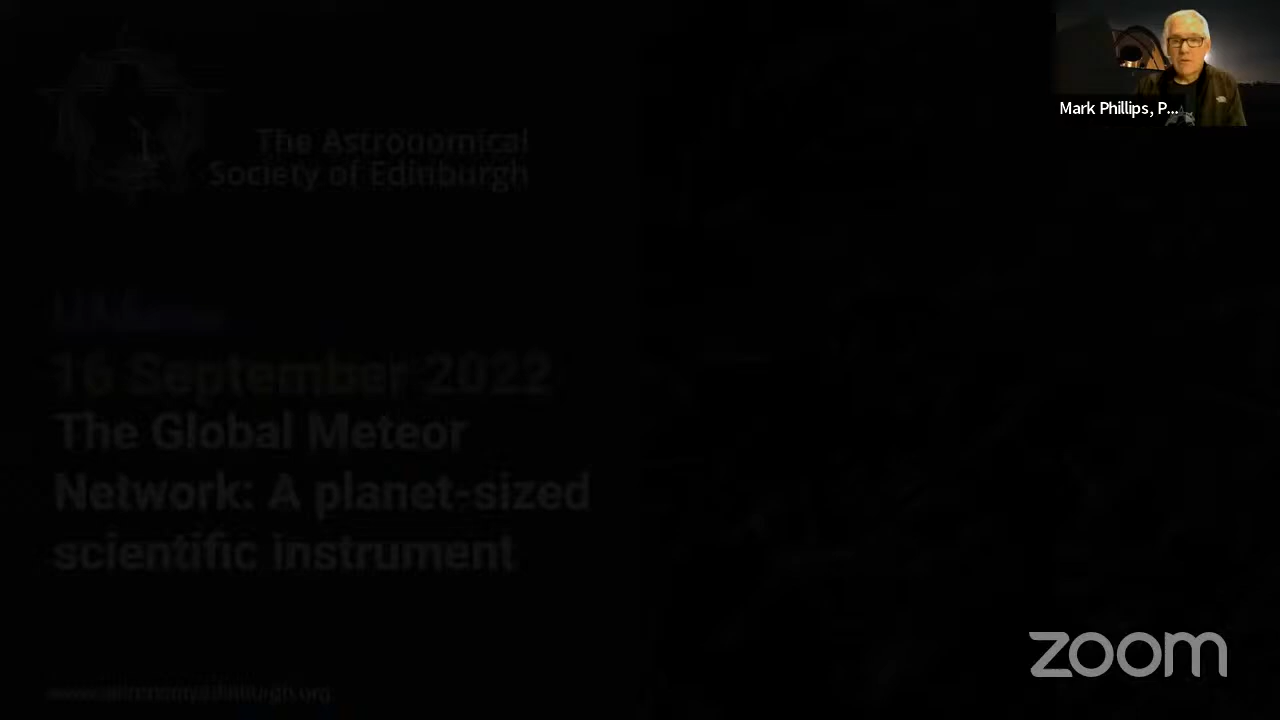 Mark Phillips, P...
The Astronomical
Society of Edinburgh
16 September 2022
The Global Meteor
Network: A planet-sized
scientific instrument
zoom